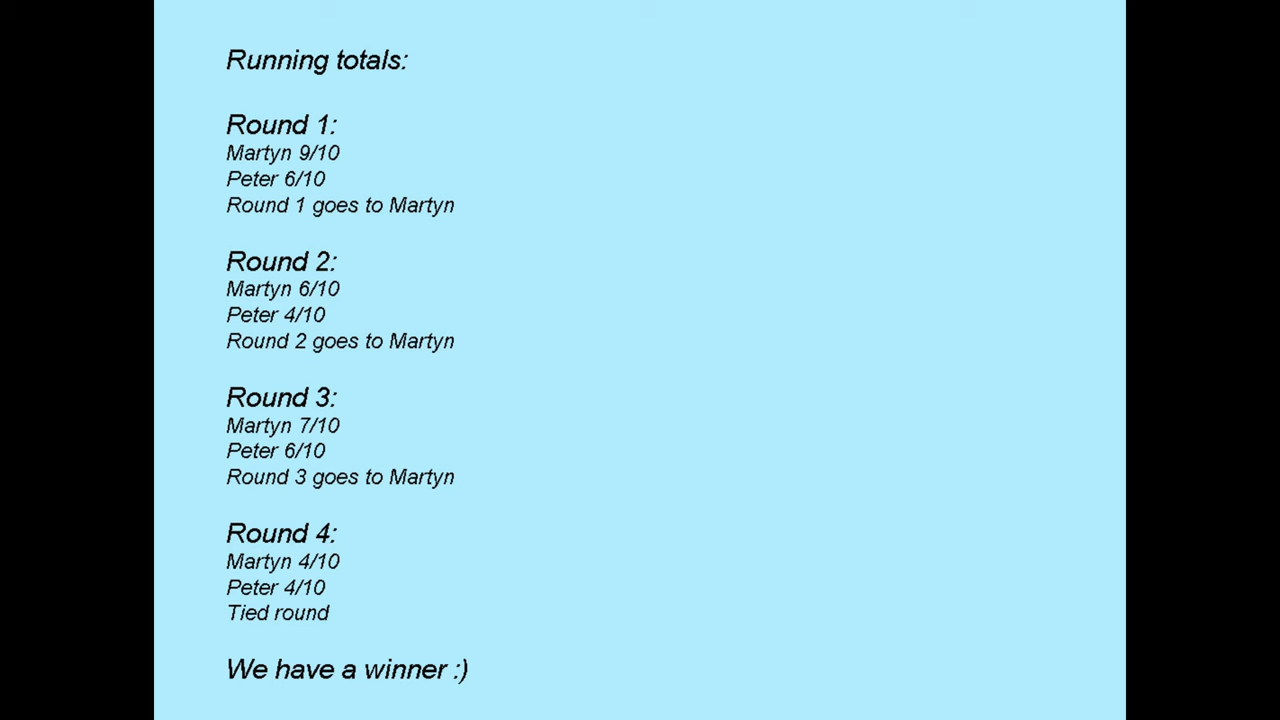 Running totals:
Round 1:
Martyn 9/10
Peter 6/10
Round 1 goes to Martyn
Round 2:
Martyn 6/10
Peter 4/10
Round 2 goes to Martyn
Round 3:
Martyn 7/10
Peter 6/10
Round 3 goes to Martyn
Round 4:
Martyn 4/10
Peter 4/10
Tied round
We have a winner :)